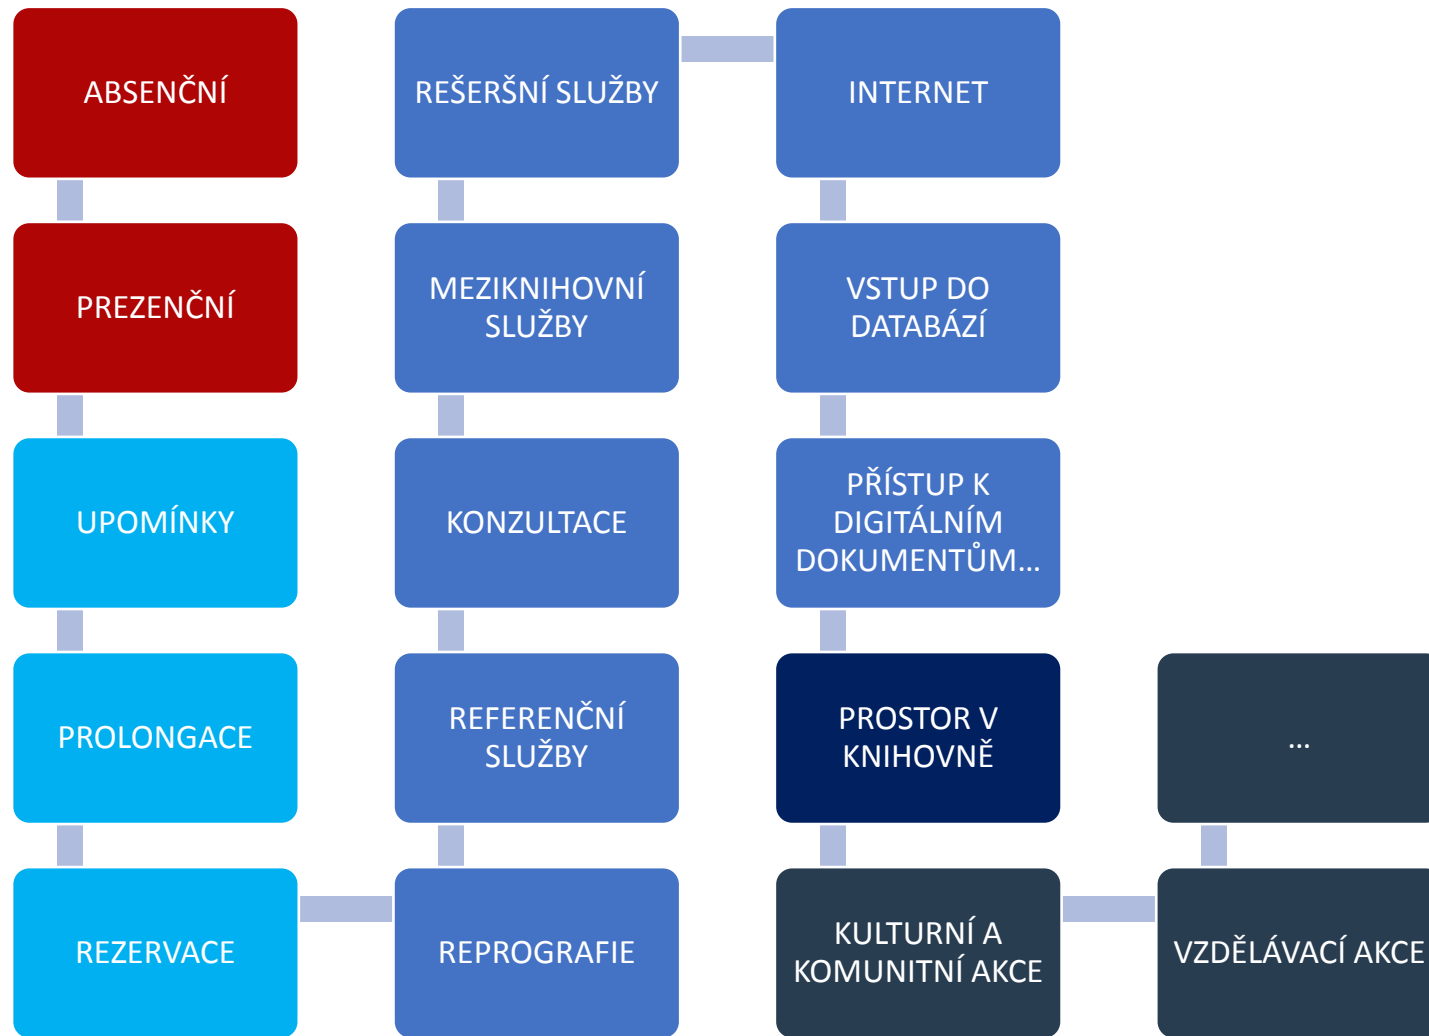 ABSENČNÍ
PREZENČNÍ
UPOMÍNKY
PROLONGACE
REZERVACE
REPROGRAFIE
REFERENČNÍ
SLUŽBY
KONZULTACE
MEZIKNIHOVNÍ
SLUŽBY
REŠERŠNÍ SLUŽBY
INTERNET
VSTUP DO
DATABÁZÍ
PŘÍSTUP K
DIGITÁLNÍM
DOKUMENTŮM…
PROSTOR V
KNIHOVNĚ
KULTURNÍ A
KOMUNITNÍ AKCE
VZDĚLÁVACÍ AKCE
…